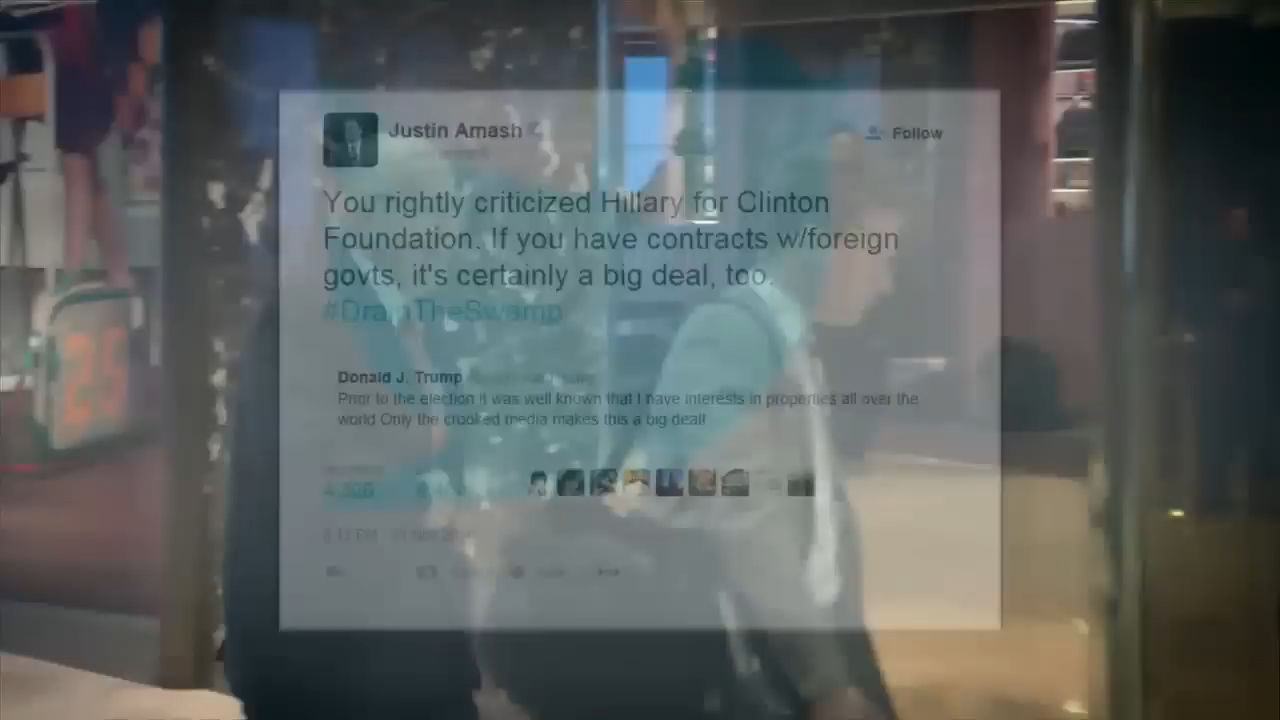 Justin Amash
Follow
You rightly criticized Hillary for Clinton
Foundation. If you have contracts w/foreign
govts, it's certainly a big deal, too.
#DrainTheSwamp
Donald J. Trump
Prior to the election it was well known that I have interests in properties all over the
world Only the crooked media makes this a big deal!
25